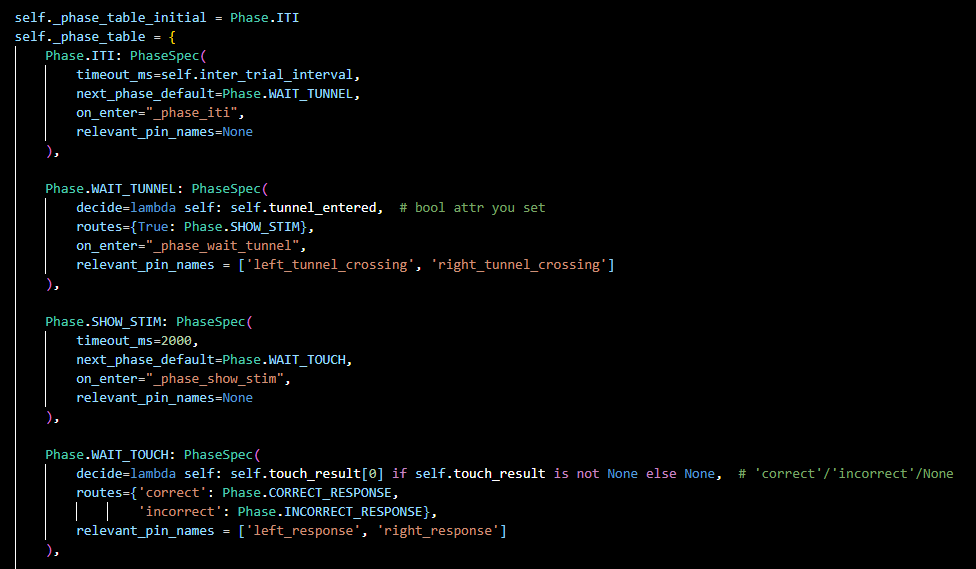 self._phase_table_initial = Phase.ITI
self._phase_table = {
    Phase.ITI: PhaseSpec(
        timeout_ms=self.inter_trial_interval,
        next_phase_default=Phase.WAIT_TUNNEL,
        on_enter="_phase_iti",
        relevant_pin_names=None
    ),

    Phase.WAIT_TUNNEL: PhaseSpec(
        decide=lambda self: self.tunnel_entered,  # bool attr you set
        routes={True: Phase.SHOW_STIM},
        on_enter="_phase_wait_tunnel",
        relevant_pin_names = ['left_tunnel_crossing', 'right_tunnel_crossing']
    ),

    Phase.SHOW_STIM: PhaseSpec(
        timeout_ms=2000,
        next_phase_default=Phase.WAIT_TOUCH,
        on_enter="_phase_show_stim",
        relevant_pin_names=None
    ),

    Phase.WAIT_TOUCH: PhaseSpec(
        decide=lambda self: self.touch_result[0] if self.touch_result is not None else None,  # 'correct'/'incorrect'/None
        routes={'correct': Phase.CORRECT_RESPONSE,
                'incorrect': Phase.INCORRECT_RESPONSE},
        relevant_pin_names = ['left_response', 'right_response']
    ),